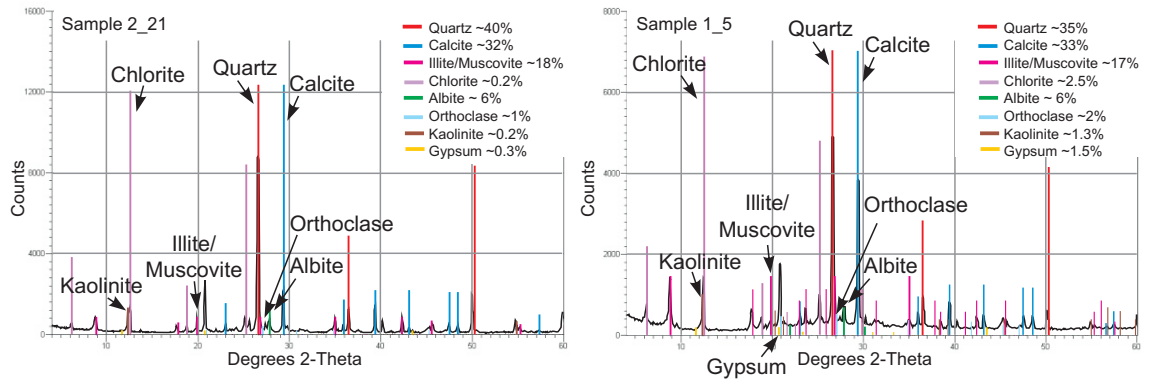 Sample 2_21
Quartz ~40%
Calcite ~32%
Illite/Muscovite ~18%
Chlorite ~0.2%
Albite ~ 6%
Orthoclase ~1%
Kaolinite ~0.2%
Gypsum ~0.3%
Chlorite
Quartz
Calcite
Orthoclase
Illite/
Muscovite
Albite
Kaolinite
Counts
16000
12000
8000
4000
0
10
20
30
40
50
60
Degrees 2-Theta
Sample 1_5
Quartz ~35%
Calcite ~33%
Illite/Muscovite ~17%
Chlorite ~2.5%
Albite ~ 6%
Orthoclase ~2%
Kaolinite ~1.3%
Gypsum ~1.5%
Quartz
Calcite
Chlorite
Orthoclase
Illite/
Muscovite
Kaolinite
Albite
Gypsum
Counts
8000
6000
4000
2000
0
10
20
30
40
50
60
Degrees 2-Theta